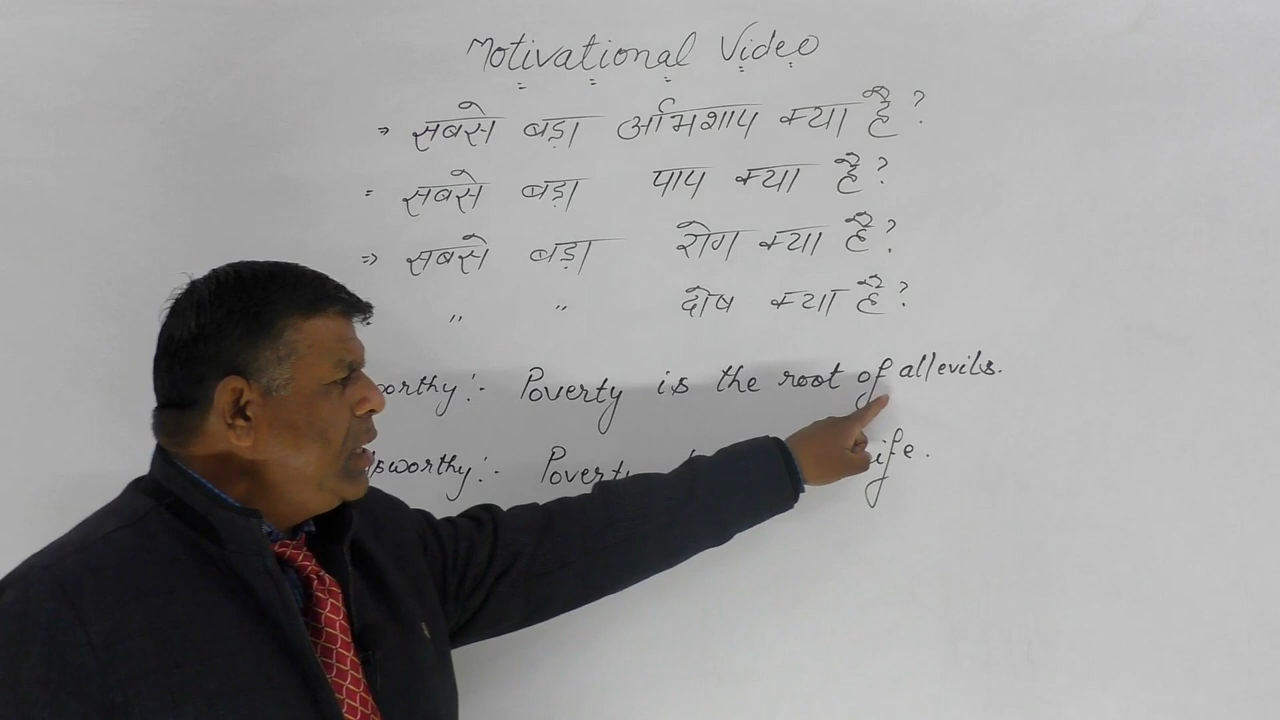 Motivational Video
⇒ सबसे बड़ा अभिशाप क्या है?
= सबसे बड़ा पाप क्या है?
⇒ सबसे बड़ा रोग क्या है?
" " दोष क्या है?
Poverty is the root of all evils.